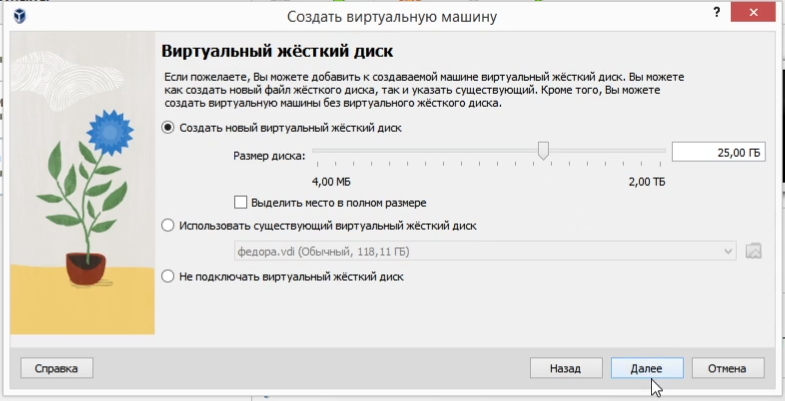 Создать виртуальную машину
?
Виртуальный жёсткий диск
Если пожелаете, Вы можете добавить к создаваемой машине виртуальный жёсткий диск. Вы можете
как создать новый файл жёсткого диска, так и указать существующий. Кроме того, Вы можете
создать виртуальную машины без виртуального жёсткого диска.
Создать новый виртуальный жёсткий диск
Размер диска:
25,00 ГБ
4,00 МБ
2,00 ТБ
Выделить место в полном размере
Использовать существующий виртуальный жёсткий диск
федора.vdi (Обычный, 118,11 ГБ)
Не подключать виртуальный жёсткий диск
Справка
Назад
Далее
Отмена